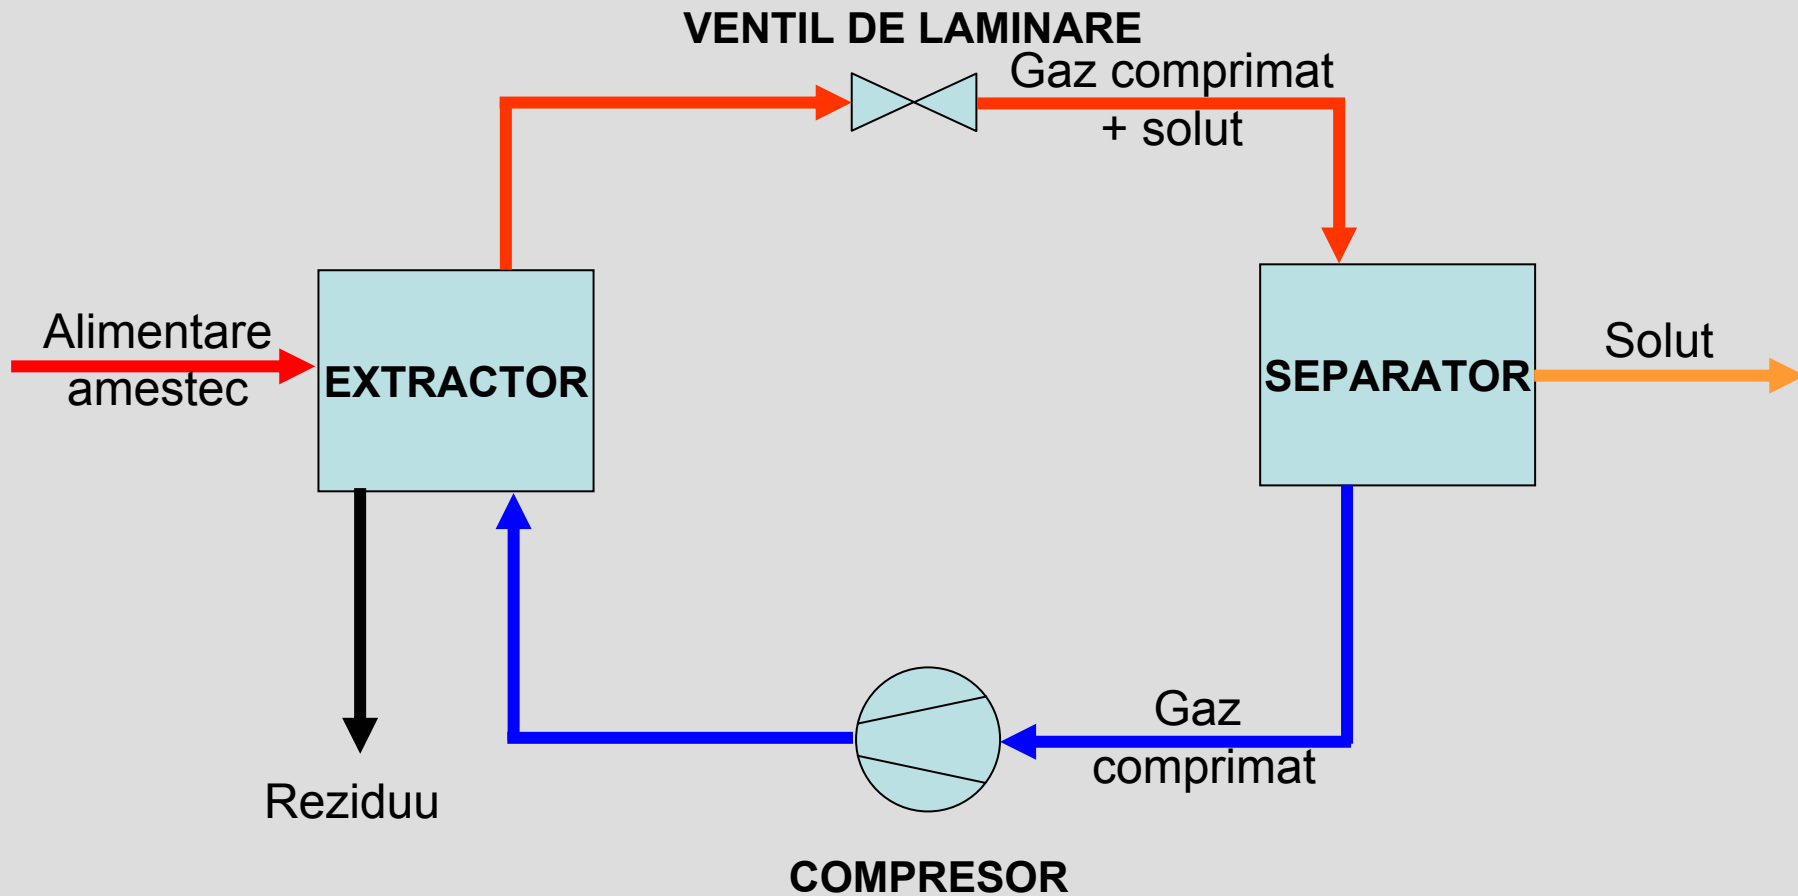 VENTIL DE LAMINARE
Gaz comprimat
+ solut
Alimentare
amestec
EXTRACTOR
SEPARATOR
Solut
Gaz
comprimat
Reziduu
COMPRESOR